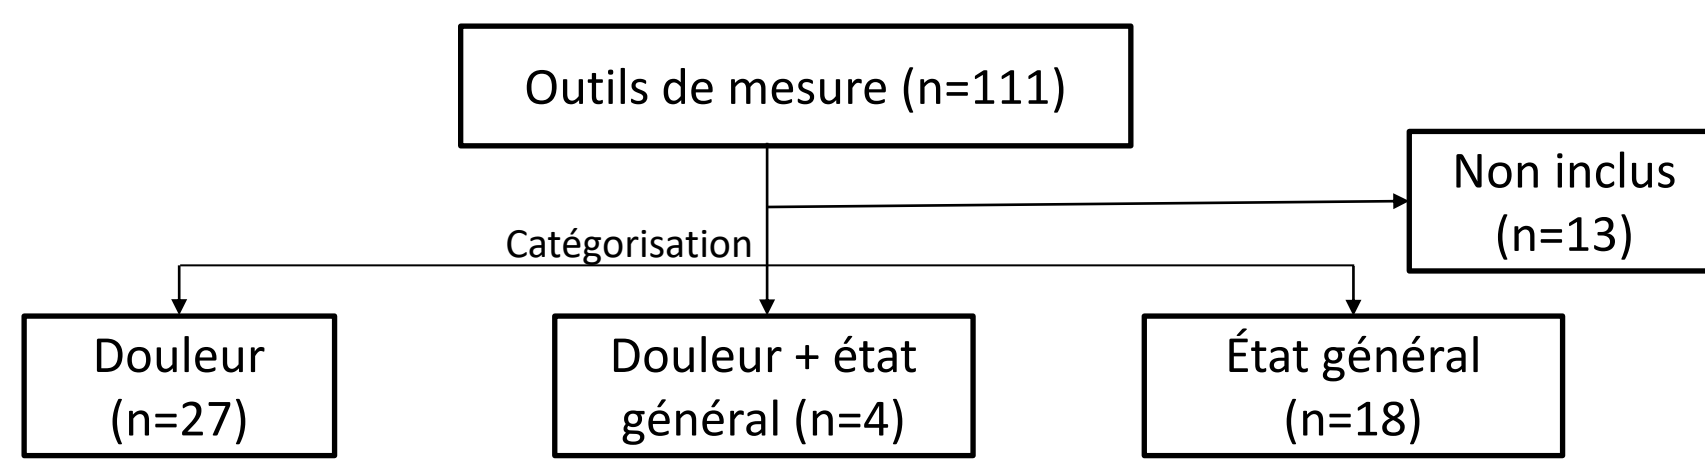 Outils de mesure (n=111)
Non inclus
(n=13)
Catégorisation
Douleur
(n=27)
Douleur + état
général (n=4)
État général
(n=18)